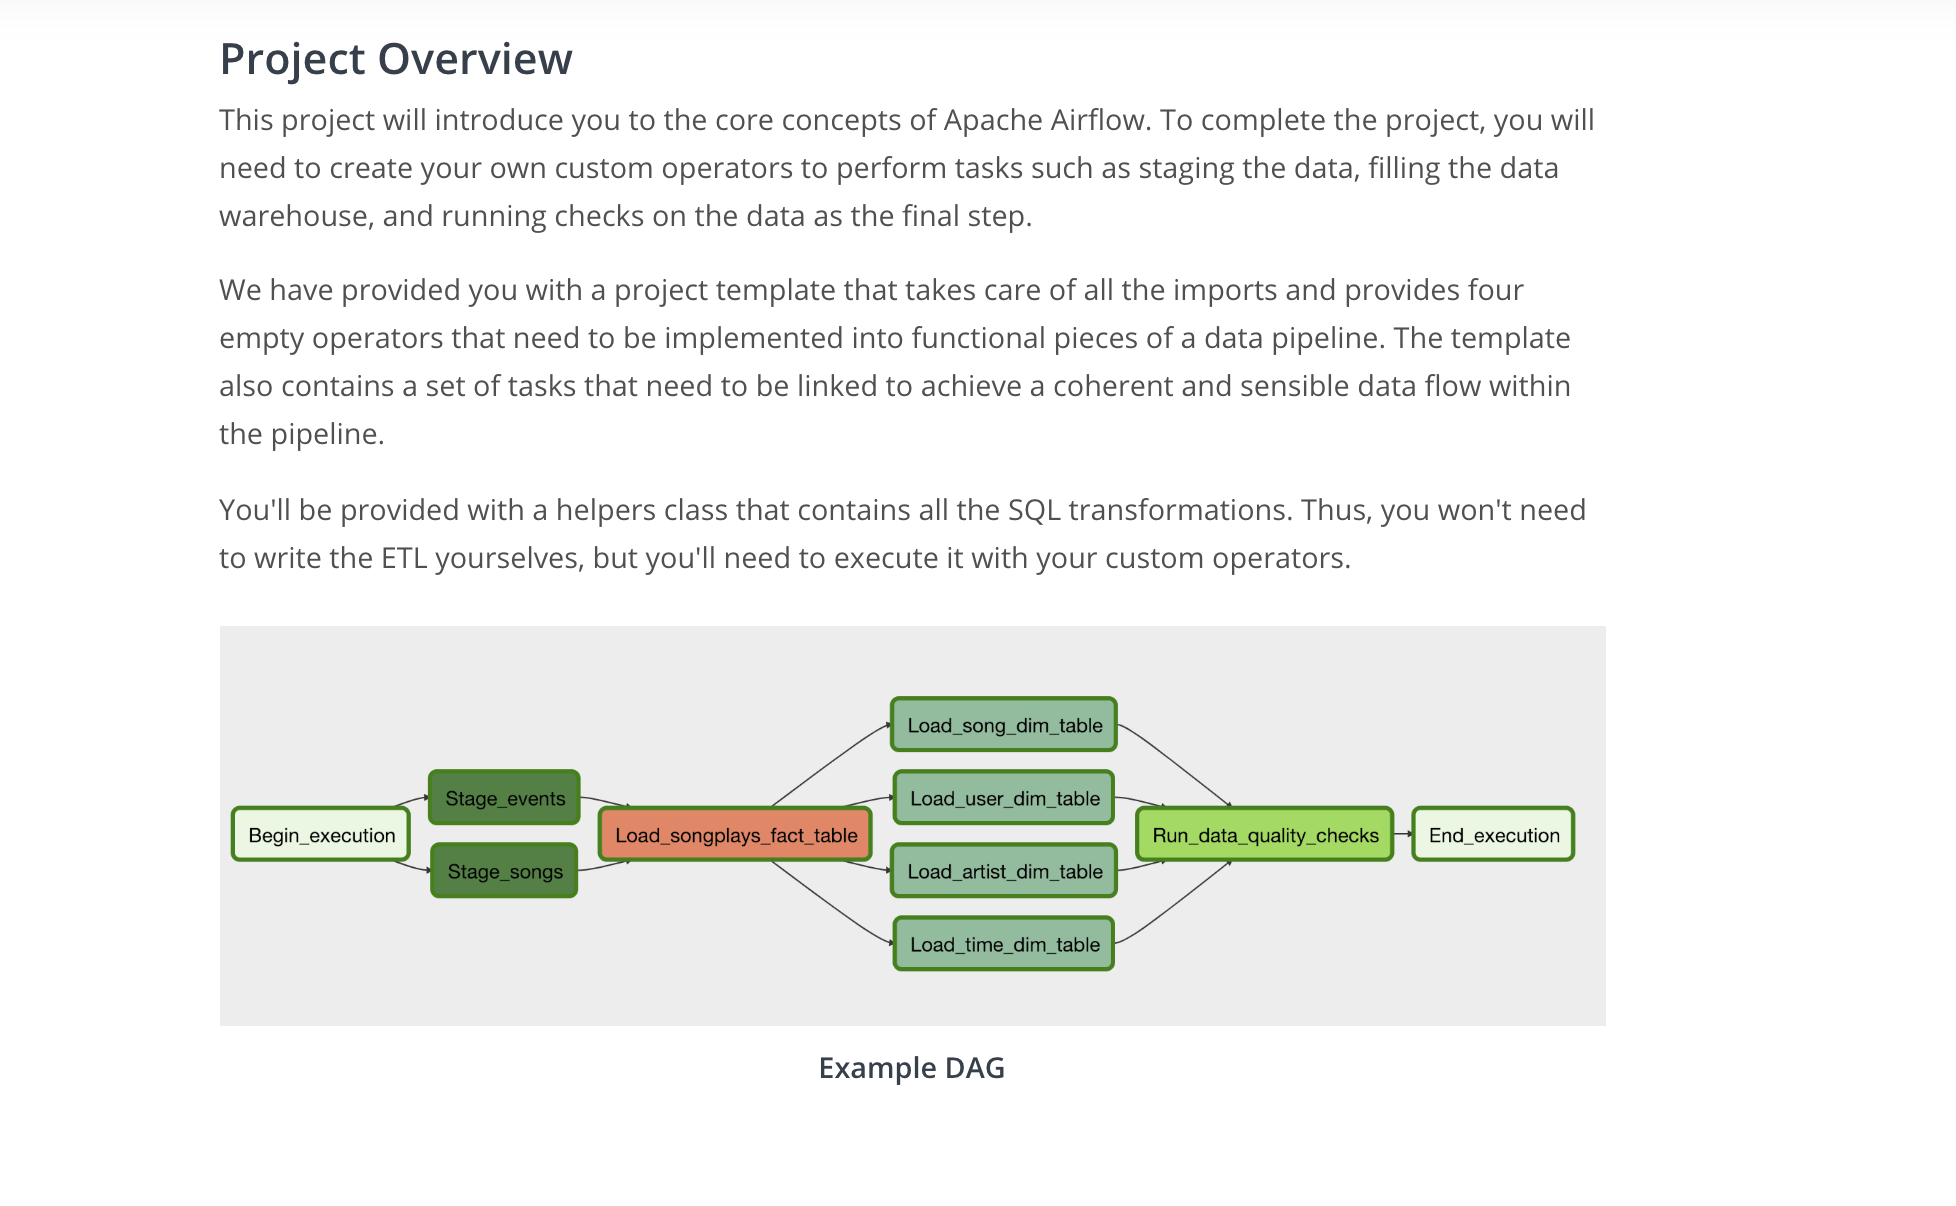 Project Overview
This project will introduce you to the core concepts of Apache Airflow. To complete the project, you will
need to create your own custom operators to perform tasks such as staging the data, filling the data
warehouse, and running checks on the data as the final step.
We have provided you with a project template that takes care of all the imports and provides four
empty operators that need to be implemented into functional pieces of a data pipeline. The template
also contains a set of tasks that need to be linked to achieve a coherent and sensible data flow within
the pipeline.
You'll be provided with a helpers class that contains all the SQL transformations. Thus, you won't need
to write the ETL yourselves, but you'll need to execute it with your custom operators.
Begin_execution
Stage_events
Stage_songs
Load_songplays_fact_table
Load_song_dim_table
Load_user_dim_table
Load_artist_dim_table
Load_time_dim_table
Run_data_quality_checks
End_execution
Example DAG